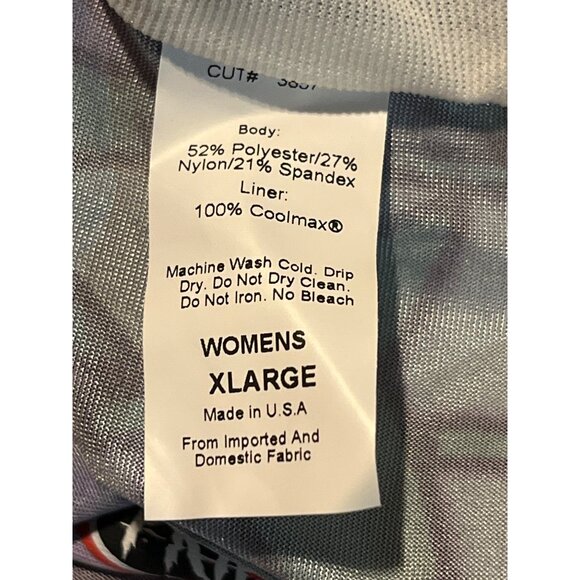 CUT#
Body:
52% Polyester/27%
Nylon/21% Spandex
Liner:
100% Coolmax®
Machine Wash Cold. Drip
Dry. Do Not Dry Clean.
Do Not Iron. No Bleach
WOMENS
XLARGE
Made in U.S.A
From Imported And
Domestic Fabric